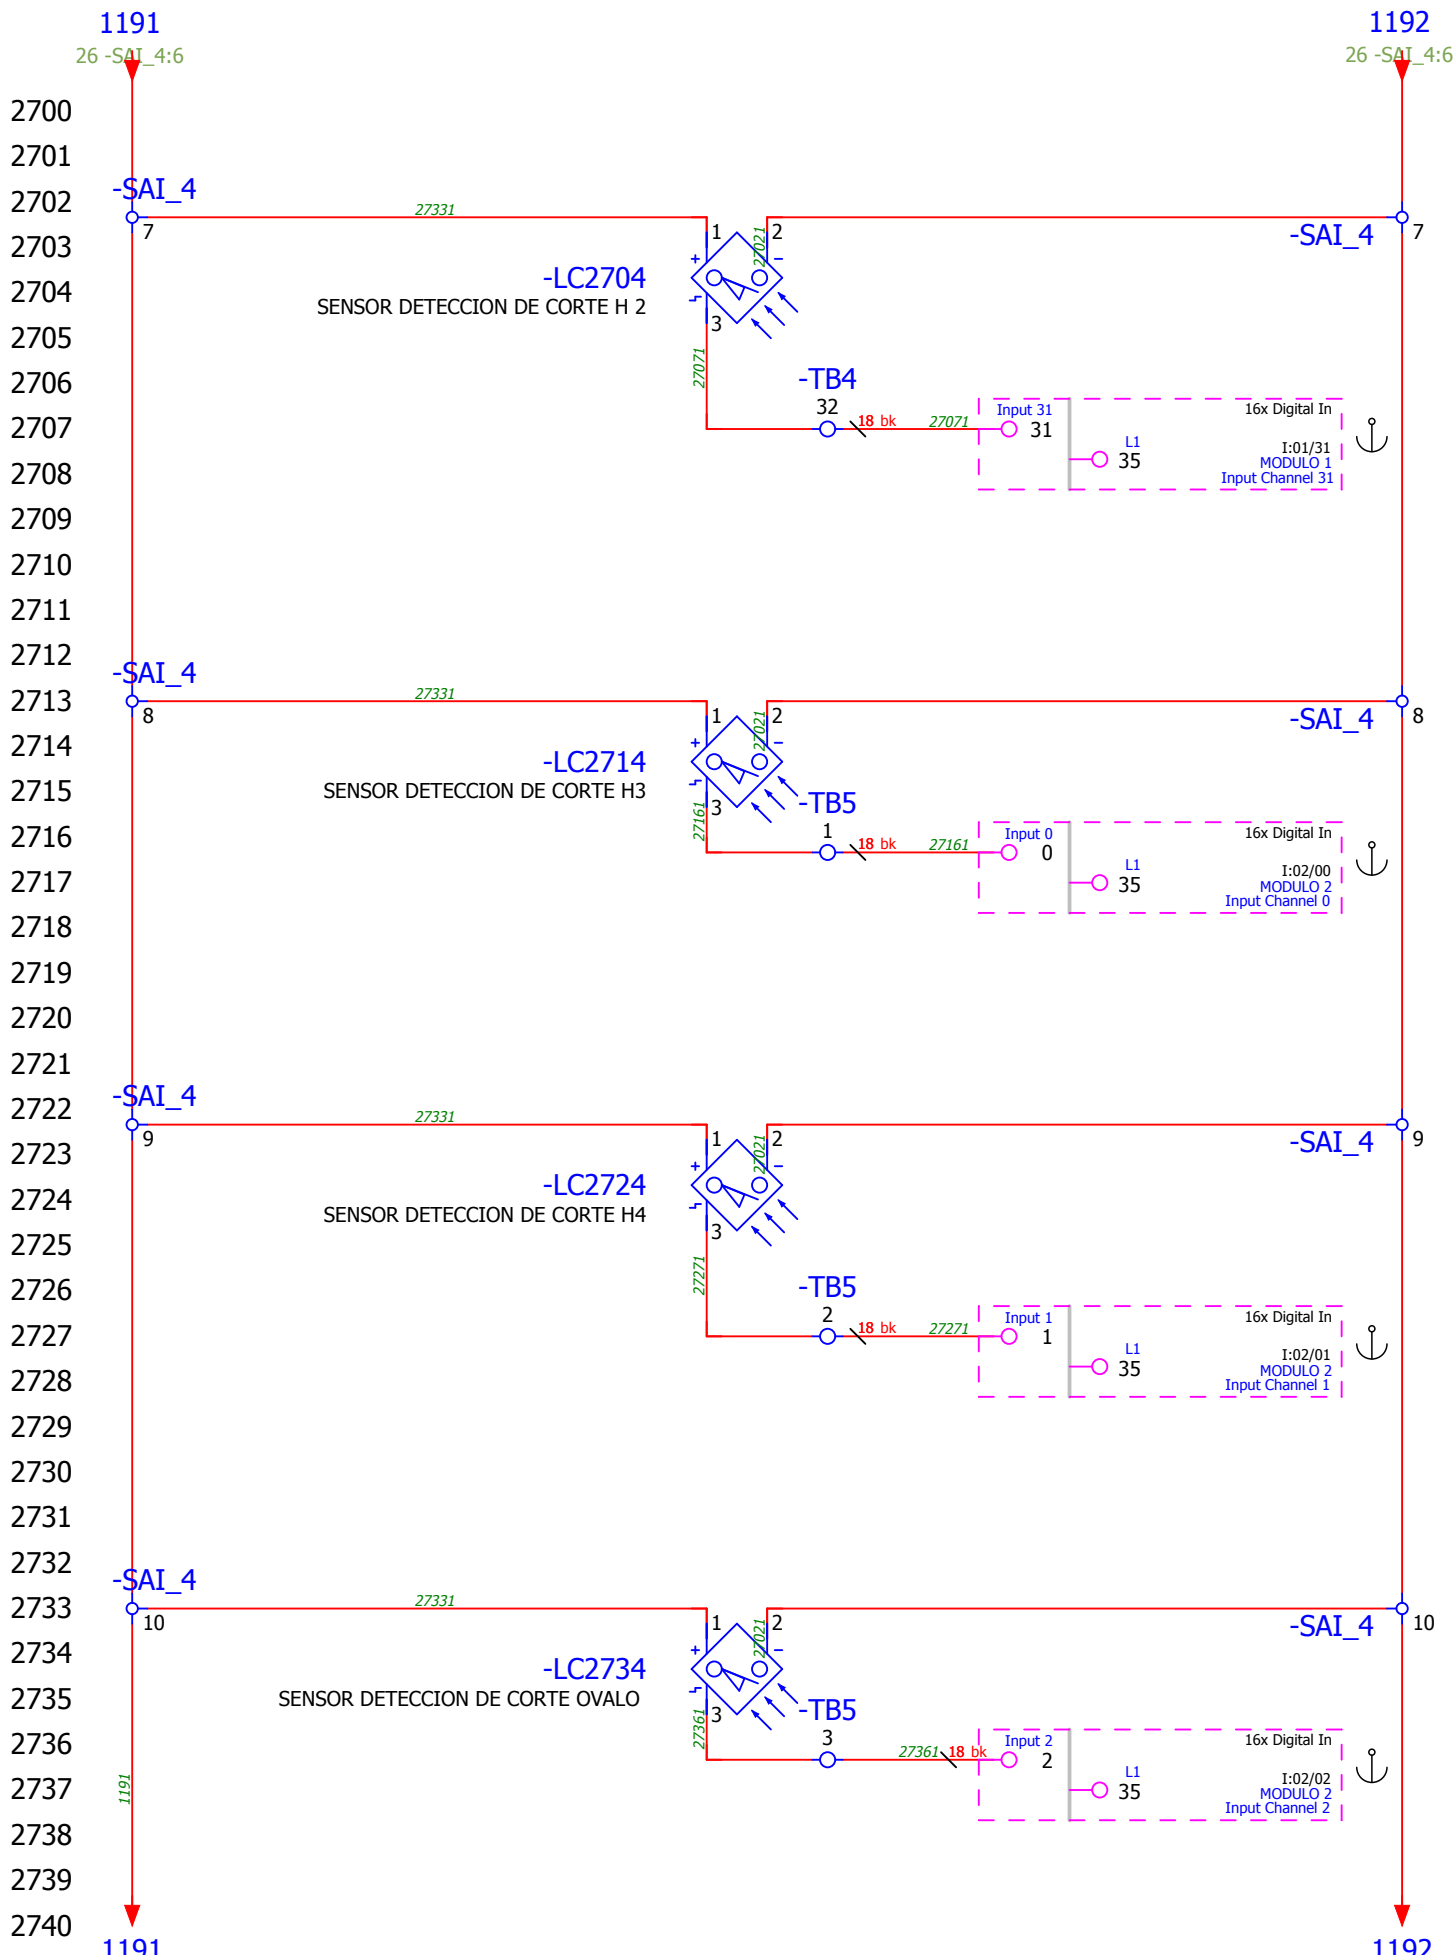 1191
1192
26 -SAI_4:6
26 -SAI_4:6
2700
2701
2702
2703
2704
2705
2706
2707
2708
2709
2710
2711
2712
2713
2714
2715
2716
2717
2718
2719
2720
2721
2722
2723
2724
2725
2726
2727
2728
2729
2730
2731
2732
2733
2734
2735
2736
2737
2738
2739
2740
-SAI_4
7
27331
1
2
27021
+
-
-SAI_4
7
-LC2704
SENSOR DETECCION DE CORTE H 2
3
27071
-TB4
32
18 bk
27071
Input 31
31
16x Digital In
L1
35
I:01/31
MODULO 1
Input Channel 31
-SAI_4
8
27331
1
2
27021
+
-
-SAI_4
8
-LC2714
SENSOR DETECCION DE CORTE H3
3
27161
-TB5
1
18 bk
27161
Input 0
0
16x Digital In
L1
35
I:02/00
MODULO 2
Input Channel 0
-SAI_4
9
27331
1
2
27021
+
-
-SAI_4
9
-LC2724
SENSOR DETECCION DE CORTE H4
3
27271
-TB5
2
18 bk
27271
Input 1
1
16x Digital In
L1
35
I:02/01
MODULO 2
Input Channel 1
-SAI_4
10
27331
1
2
27021
+
-
-SAI_4
10
-LC2734
SENSOR DETECCION DE CORTE OVALO
3
27361
-TB5
3
27361
18 bk
Input 2
2
16x Digital In
L1
35
I:02/02
MODULO 2
Input Channel 2
1191
1191
1192